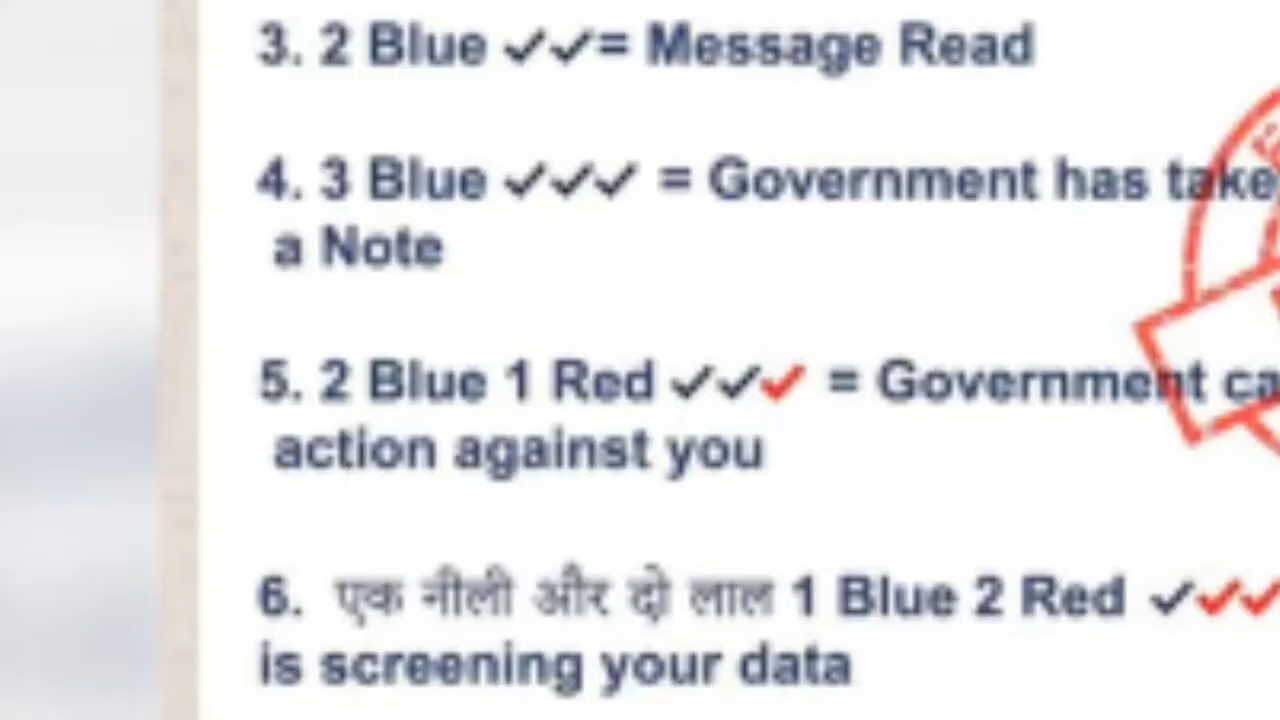 3. 2 Blue ✓✓= Message Read
4. 3 Blue ✓✓✓ = Government has take
a Note
5. 2 Blue 1 Red ✓✓✓ = Government ca
action against you
6. एक नीली और दो लाल 1 Blue 2 Red ✓✓✓
is screening your data